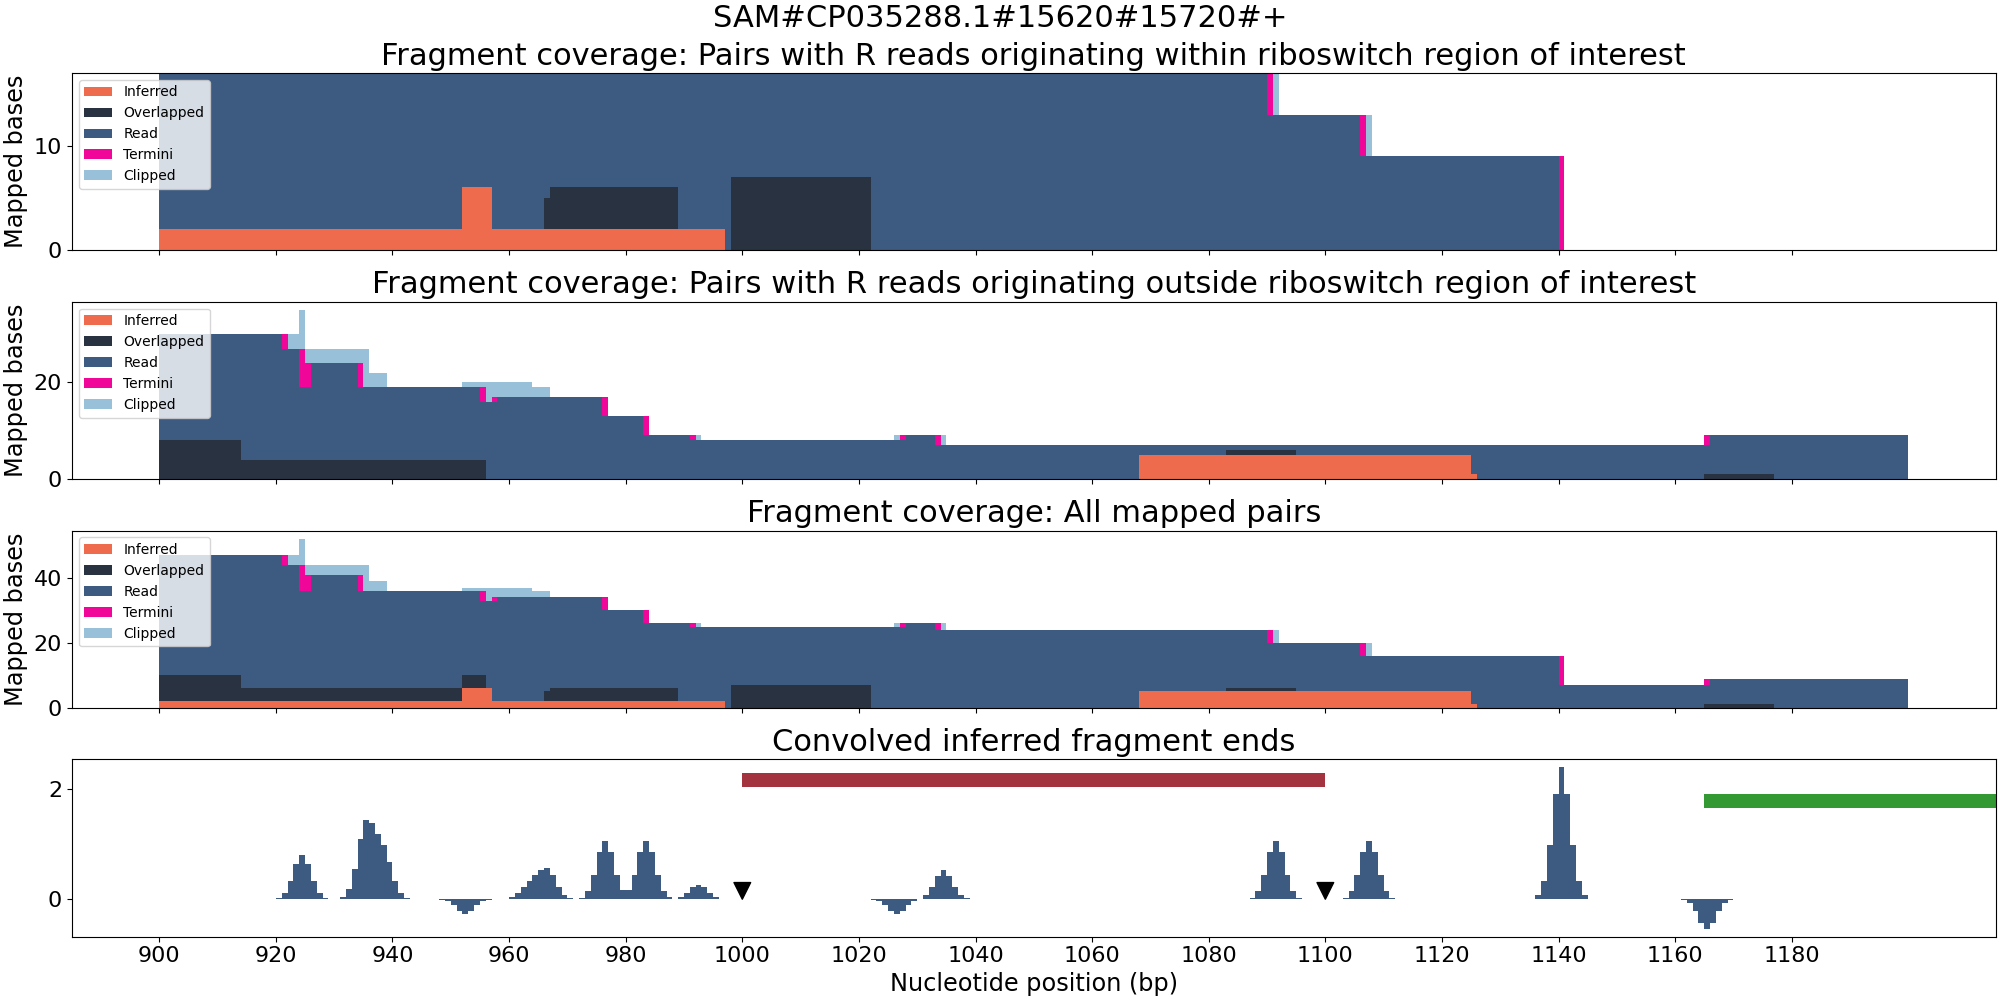 SAM#CP035288.1#15620#15720#+
Fragment coverage: Pairs with R reads originating within riboswitch region of interest
Mapped bases
10
0
Inferred
Overlapped
Read
Termini
Clipped
Fragment coverage: Pairs with R reads originating outside riboswitch region of interest
Mapped bases
20
0
Inferred
Overlapped
Read
Termini
Clipped
Fragment coverage: All mapped pairs
Mapped bases
40
20
0
Inferred
Overlapped
Read
Termini
Clipped
Convolved inferred fragment ends
2
0
900 920 940 960 980 1000 1020 1040 1060 1080 1100 1120 1140 1160 1180
Nucleotide position (bp)